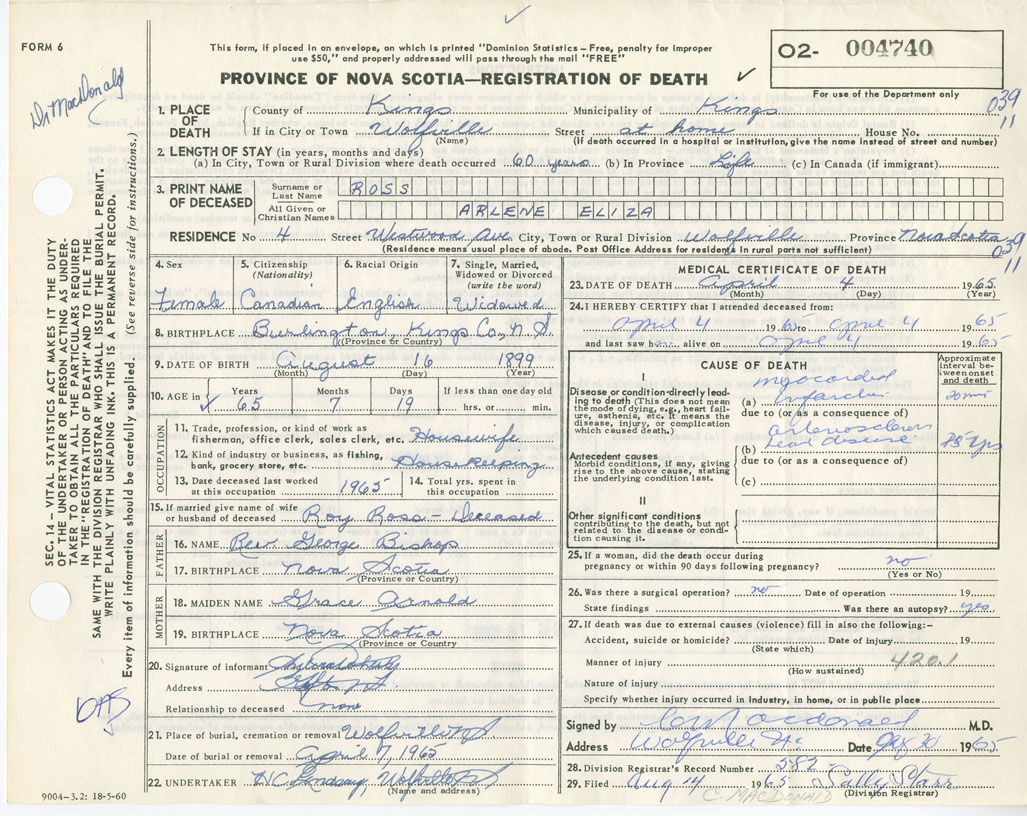 FORM 6
This form, if placed in an envelope, on which is printed "Dominion Statistics – Free, penalty for improper
use $50," and properly addressed will pass through the mail "FREE"
PROVINCE OF NOVA SCOTIA—REGISTRATION OF DEATH
02- 004740
For use of the Department only
039
11
Dr MacDonald
SEC. 14 – VITAL STATISTICS ACT MAKES IT THE DUTY
OF THE UNDERTAKER OR PERSON ACTING AS UNDER-
TAKER TO OBTAIN ALL THE PARTICULARS REQUIRED
IN THE "REGISTRATION OF DEATH" AND TO FILE THE
SAME WITH THE DIVISION REGISTRAR WHO SHALL ISSUE THE BURIAL PERMIT.
WRITE PLAINLY WITH UNFADING INK. THIS IS A PERMANENT RECORD.
Every item of information should be carefully supplied. (See reverse side for instructions.)
1. PLACE OF DEATH
County of Kings Municipality of Kings
If in City or Town Wolfville Street at home House No.
(Name) (If death occurred in a hospital or institution, give the name instead of street and number)
2. LENGTH OF STAY (in years, months and days)
(a) In City, Town or Rural Division where death occurred 60 years (b) In Province Life (c) In Canada (if immigrant)
3. PRINT NAME OF DECEASED
Surname or Last Name ROSS
All Given or Christian Names ARLENE ELIZA
RESIDENCE No 4 Street Westwood Ave City, Town or Rural Division Wolfville Province Nova Scotia
(Residence means usual place of abode. Post Office Address for residents in rural parts not sufficient)
039
11
4. Sex
Female
5. Citizenship
(Nationality)
Canadian
6. Racial Origin
English
7. Single, Married,
Widowed or Divorced
(write the word)
Widowed
8. BIRTHPLACE Burlington, Kings Co, N.S
(Province or Country)
9. DATE OF BIRTH August 16 1899
(Month) (Day) (Year)
10. AGE in
Years Months Days If less than one day old
65 7 19 hrs. or min.
OCCUPATION
11. Trade, profession, or kind of work as
fisherman, office clerk, sales clerk, etc. Housewife
12. Kind of industry or business, as fishing,
bank, grocery store, etc. House keeping
13. Date deceased last worked
at this occupation 1965
14. Total yrs. spent in
this occupation
15. If married give name of wife
or husband of deceased Roy Ross – Deceased
FATHER
16. NAME Rev. George Bishop
17. BIRTHPLACE Nova Scotia
(Province or Country)
MOTHER
18. MAIDEN NAME Grace Arnold
19. BIRTHPLACE Nova Scotia
(Province or Country
20. Signature of informant
Address
Relationship to deceased
21. Place of burial, cremation or removal Wolfville NS
Date of burial or removal April 7, 1965
22. UNDERTAKER Lindsay, Wolfville NS
(Name and address)
9004–3.2: 18-5-60
MEDICAL CERTIFICATE OF DEATH
23. DATE OF DEATH April 4 1965
(Month) (Day) (Year)
24. I HEREBY CERTIFY that I attended deceased from:
april 4 1965 to april 4 1965
and last saw her alive on april 4 1965
CAUSE OF DEATH
Approximate
interval be-
tween onset
and death
I
Disease or condition directly lead-
ing to death (This does not mean
the mode of dying, e.g., heart fail-
ure, asthenia, etc. It means the
disease, injury, or complication
which caused death.)
(a) myocardial
infarction 20 min
due to (or as a consequence of)
Antecedent causes
Morbid conditions, if any, giving
rise to the above cause, stating
the underlying condition last.
(b) arteriosclerosis
heart disease
due to (or as a consequence of)
(c)
II
Other significant conditions
contributing to the death, but not
related to the disease or condi-
tion causing it.
25. If a woman, did the death occur during
pregnancy or within 90 days following pregnancy? no
(Yes or No)
26. Was there a surgical operation? no Date of operation 19
State findings Was there an autopsy? yes
27. If death was due to external causes (violence) fill in also the following:–
Accident, suicide or homicide? Date of injury 19
(State which)
Manner of injury 420.1
(How sustained)
Nature of injury
Specify whether injury occurred in industry, in home, or in public place
Signed by Macdonald M.D.
Address Wolfville NS Date 30 1965
28. Division Registrar's Record Number 582
29. Filed Aug 14 1965 Sally Starr
(Division Registrar)
C. MACDONALD